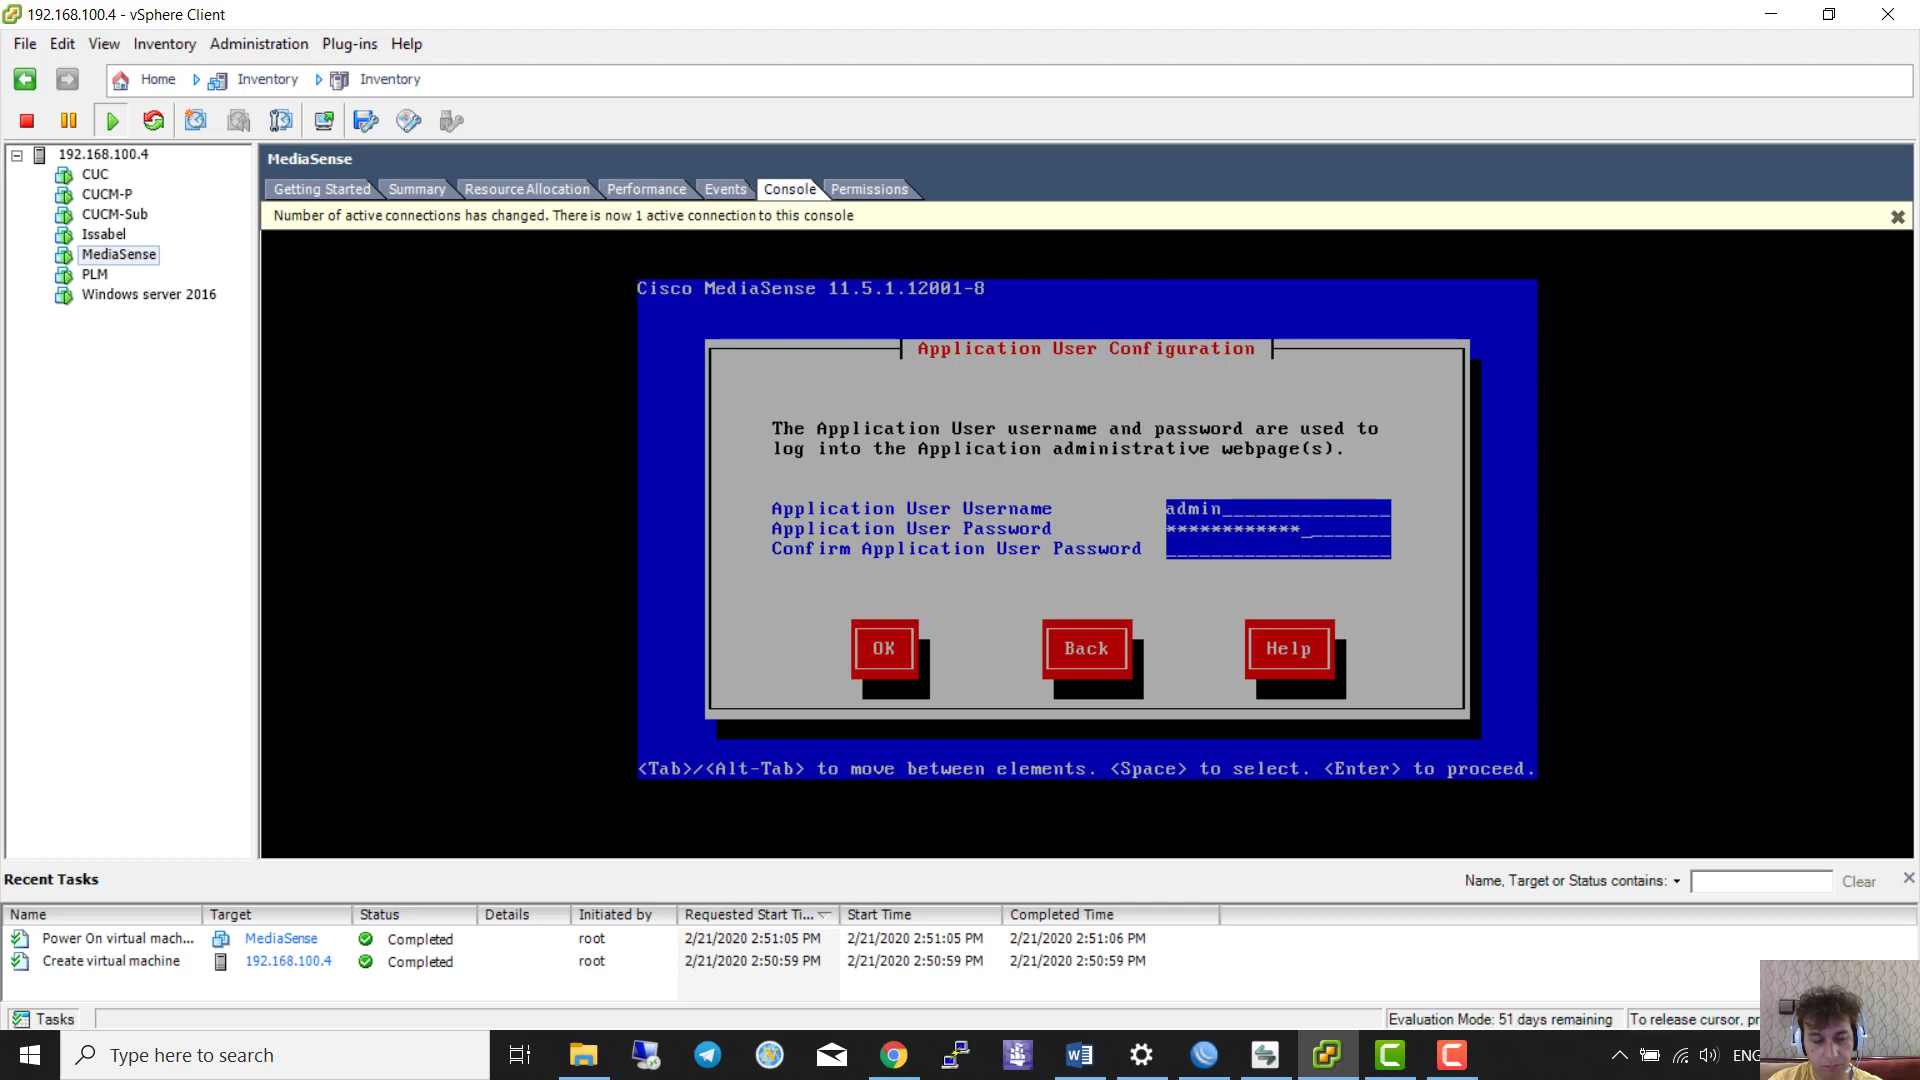 192.168.100.4 - vSphere Client
File Edit View Inventory Administration Plug-ins Help
Home Inventory Inventory
192.168.100.4
CUC
CUCM-P
CUCM-Sub
Issabel
MediaSense
PLM
Windows server 2016
MediaSense
Getting Started Summary Resource Allocation Performance Events Console Permissions
Number of active connections has changed. There is now 1 active connection to this console
Cisco MediaSense 11.5.1.12001-8
Application User Configuration
The Application User username and password are used to
log into the Application administrative webpage(s).
Application User Username admin_______________
Application User Password ************________
Confirm Application User Password ____________________
OK Back Help
<Tab>/<Alt-Tab> to move between elements. <Space> to select. <Enter> to proceed.
Recent Tasks
Name, Target or Status contains: Clear
Name Target Status Details Initiated by Requested Start Ti... Start Time Completed Time
Power On virtual mach... MediaSense Completed root 2/21/2020 2:51:05 PM 2/21/2020 2:51:05 PM 2/21/2020 2:51:06 PM
Create virtual machine 192.168.100.4 Completed root 2/21/2020 2:50:59 PM 2/21/2020 2:50:59 PM 2/21/2020 2:50:59 PM
Tasks
Evaluation Mode: 51 days remaining To release cursor, pr
Type here to search
ENG